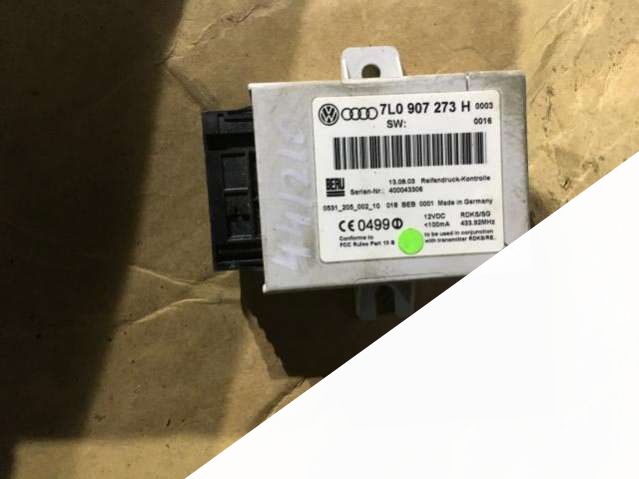 7L0 907 273 H 0003
SW: 0016
13.08.03 Reifendruck-Kontrolle
BERU Serien-Nr.: 400043306
0531_205_002_10 018 BEB 0001 Made in Germany
CE 0499 12VDC RDKS/SG
<100mA 433.92MHz
Conforms to to be used in conjunction
FCC Rules Part 15 B with transmitter RDKS/RE.